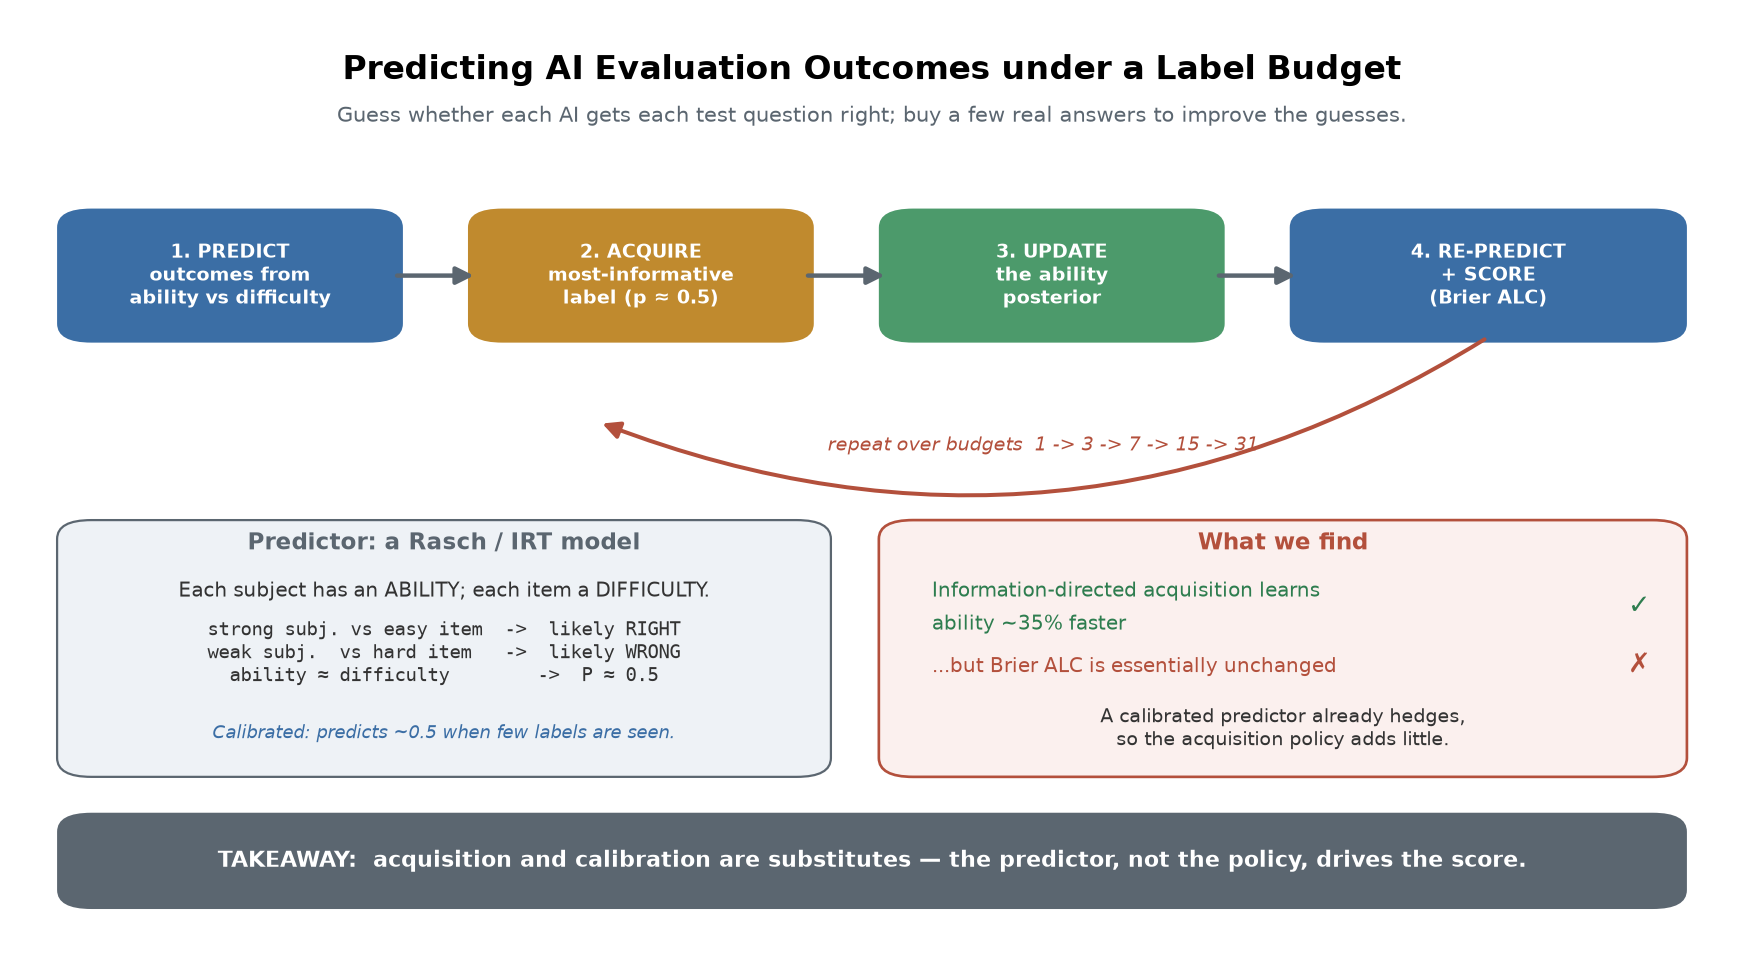 Predicting AI Evaluation Outcomes under a Label Budget
Guess whether each AI gets each test question right; buy a few real answers to improve the guesses.
1. PREDICT
outcomes from
ability vs difficulty
2. ACQUIRE
most-informative
label (p ≈ 0.5)
3. UPDATE
the ability
posterior
4. RE-PREDICT
+ SCORE
(Brier ALC)
repeat over budgets  1 -> 3 -> 7 -> 15 -> 31
Predictor: a Rasch / IRT model
Each subject has an ABILITY; each item a DIFFICULTY.
strong subj. vs easy item  ->  likely RIGHT
weak subj.  vs hard item   ->  likely WRONG
ability ≈ difficulty        ->  P ≈ 0.5
Calibrated: predicts ~0.5 when few labels are seen.
What we find
Information-directed acquisition learns
ability ~35% faster
✓
...but Brier ALC is essentially unchanged ✗
A calibrated predictor already hedges,
so the acquisition policy adds little.
TAKEAWAY:  acquisition and calibration are substitutes — the predictor, not the policy, drives the score.